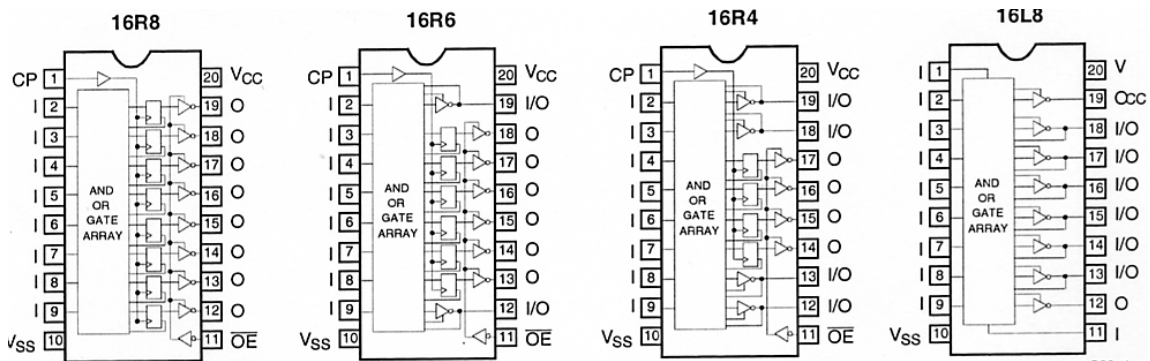 16R8 16R6 16R4 16L8
CP 1 20 VCC
I 2 19 O
I 3 18 O
I 4 17 O
I 5 16 O
I 6 15 O
I 7 14 O
I 8 13 O
I 9 12 O
VSS 10 11 OE
AND
OR
GATE
ARRAY
CP 1 20 VCC
I 2 19 I/O
I 3 18 O
I 4 17 O
I 5 16 O
I 6 15 O
I 7 14 O
I 8 13 O
I 9 12 I/O
VSS 10 11 OE
AND
OR
GATE
ARRAY
CP 1 20 VCC
I 2 19 I/O
I 3 18 I/O
I 4 17 O
I 5 16 O
I 6 15 O
I 7 14 O
I 8 13 I/O
I 9 12 I/O
VSS 10 11 OE
AND
OR
GATE
ARRAY
I 1 20 V
I 2 19 OCC
I 3 18 I/O
I 4 17 I/O
I 5 16 I/O
I 6 15 I/O
I 7 14 I/O
I 8 13 I/O
I 9 12 O
VSS 10 11 I
AND
OR
GATE
ARRAY